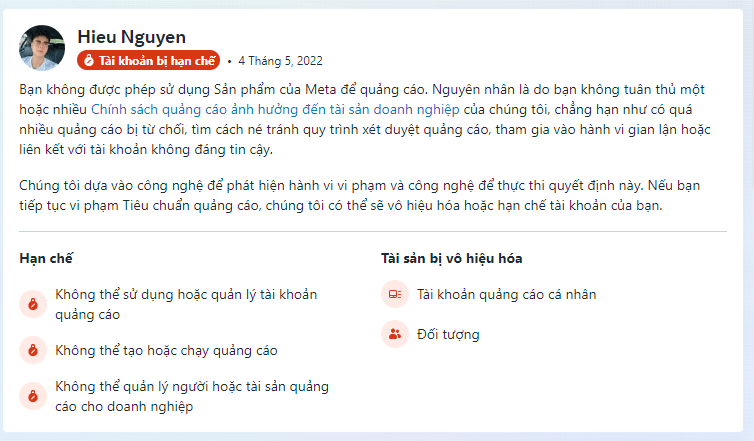 Hieu Nguyen
Tài khoản bị hạn chế • 4 Tháng 5, 2022
Bạn không được phép sử dụng Sản phẩm của Meta để quảng cáo. Nguyên nhân là do bạn không tuân thủ một
hoặc nhiều Chính sách quảng cáo ảnh hưởng đến tài sản doanh nghiệp của chúng tôi, chẳng hạn như có quá
nhiều quảng cáo bị từ chối, tìm cách né tránh quy trình xét duyệt quảng cáo, tham gia vào hành vi gian lận hoặc
liên kết với tài khoản không đáng tin cậy.
Chúng tôi dựa vào công nghệ để phát hiện hành vi vi phạm và công nghệ để thực thi quyết định này. Nếu bạn
tiếp tục vi phạm Tiêu chuẩn quảng cáo, chúng tôi có thể sẽ vô hiệu hóa hoặc hạn chế tài khoản của bạn.
Hạn chế
Không thể sử dụng hoặc quản lý tài khoản
quảng cáo
Không thể tạo hoặc chạy quảng cáo
Không thể quản lý người hoặc tài sản quảng
cáo cho doanh nghiệp
Tài sản bị vô hiệu hóa
Tài khoản quảng cáo cá nhân
Đối tượng